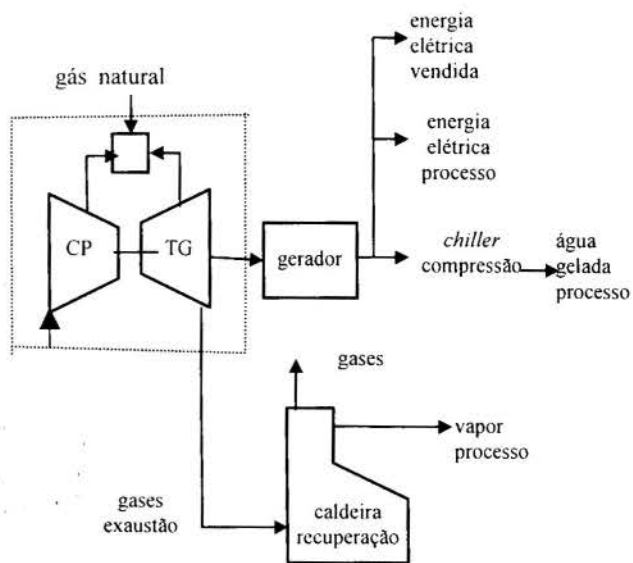 energia
elétrica
vendida
gás natural
energia
elétrica
processo
CP
TG
gerador
chiller
compressão
água
gelada
processo
gases
vapor
processo
gases
exaustão
caldeira
recuperação